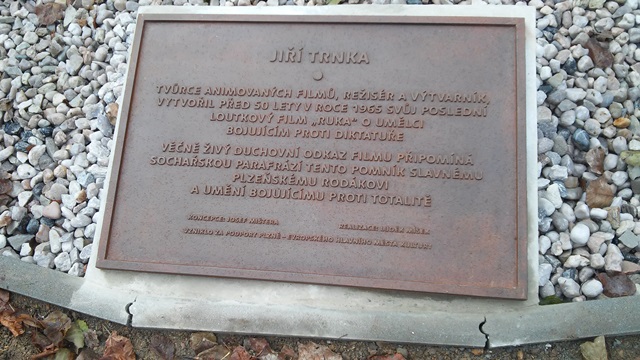 JIŘÍ TRNKA
TVŮRCE ANIMOVANÝCH FILMŮ, REŽISÉR A VÝTVARNÍK,
VYTVOŘIL PŘED 50 LETY V ROCE 1965 SVŮJ POSLEDNÍ
LOUTKOVÝ FILM „RUKA" O UMĚLCI
BOJUJÍCÍM PROTI DIKTATUŘE
VĚČNĚ ŽIVÝ DUCHOVNÍ ODKAZ FILMU PŘIPOMÍNÁ
SOCHAŘSKOU PARAFRÁZÍ TENTO POMNÍK SLAVNÉMU
PLZEŇSKÉMU RODÁKOVI
A UMĚNÍ BOJUJÍCÍMU PROTI TOTALITĚ
KONCEPCE: JOSEF MIŠTERA REALIZACE: LUDĚK
VZNIKLO ZA PODPORY PLZNĚ – EVROPSKÉHO HLAVNÍHO MĚSTA KULTURY